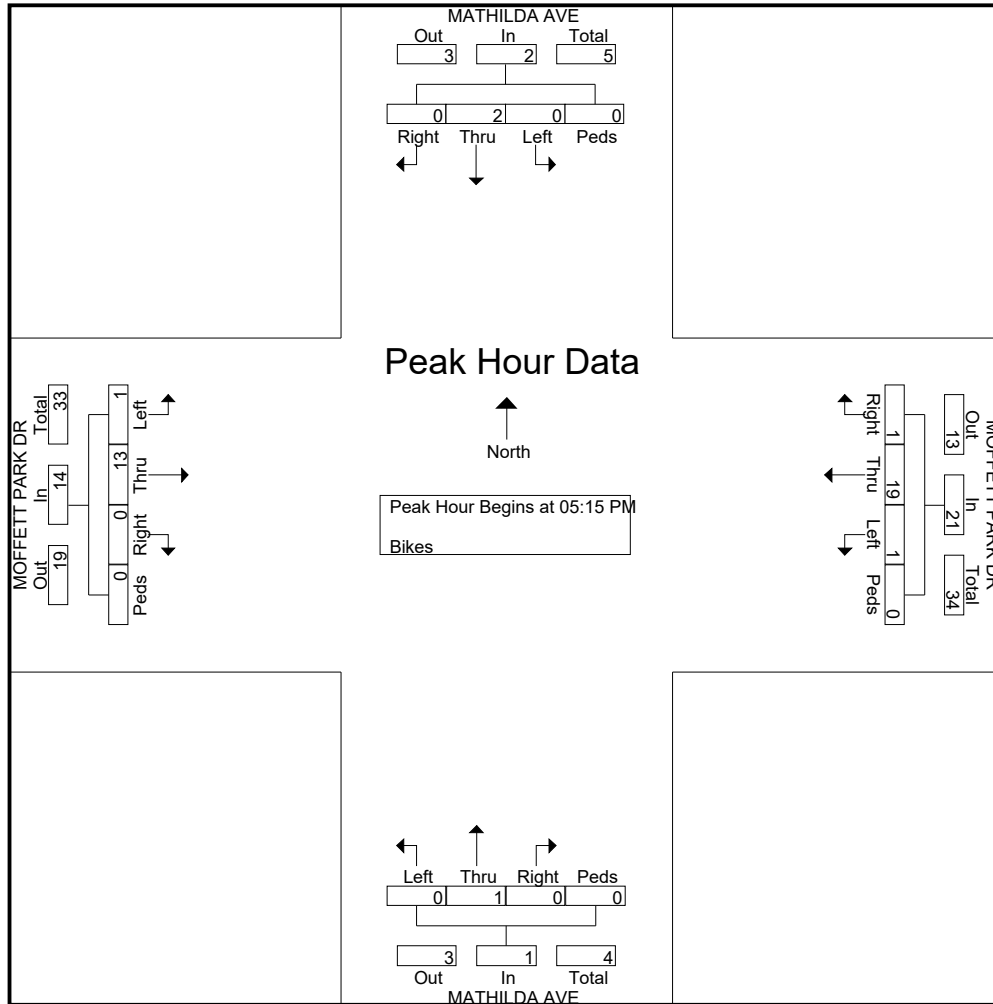 MATHILDA AVE
Out In Total
3 2 5
0 2 0 0
Right Thru Left Peds
Peak Hour Data
North
Peak Hour Begins at 05:15 PM
Bikes
MOFFETT PARK DR
Total In Out
33 14 19
1 13 0 0
Left Thru Right Peds
Right Thru Left Peds
1 19 1 0
Out In Total
13 21 34
MOFFETT PARK DR
Left Thru Right Peds
0 1 0 0
3 1 4
Out In Total
MATHILDA AVE